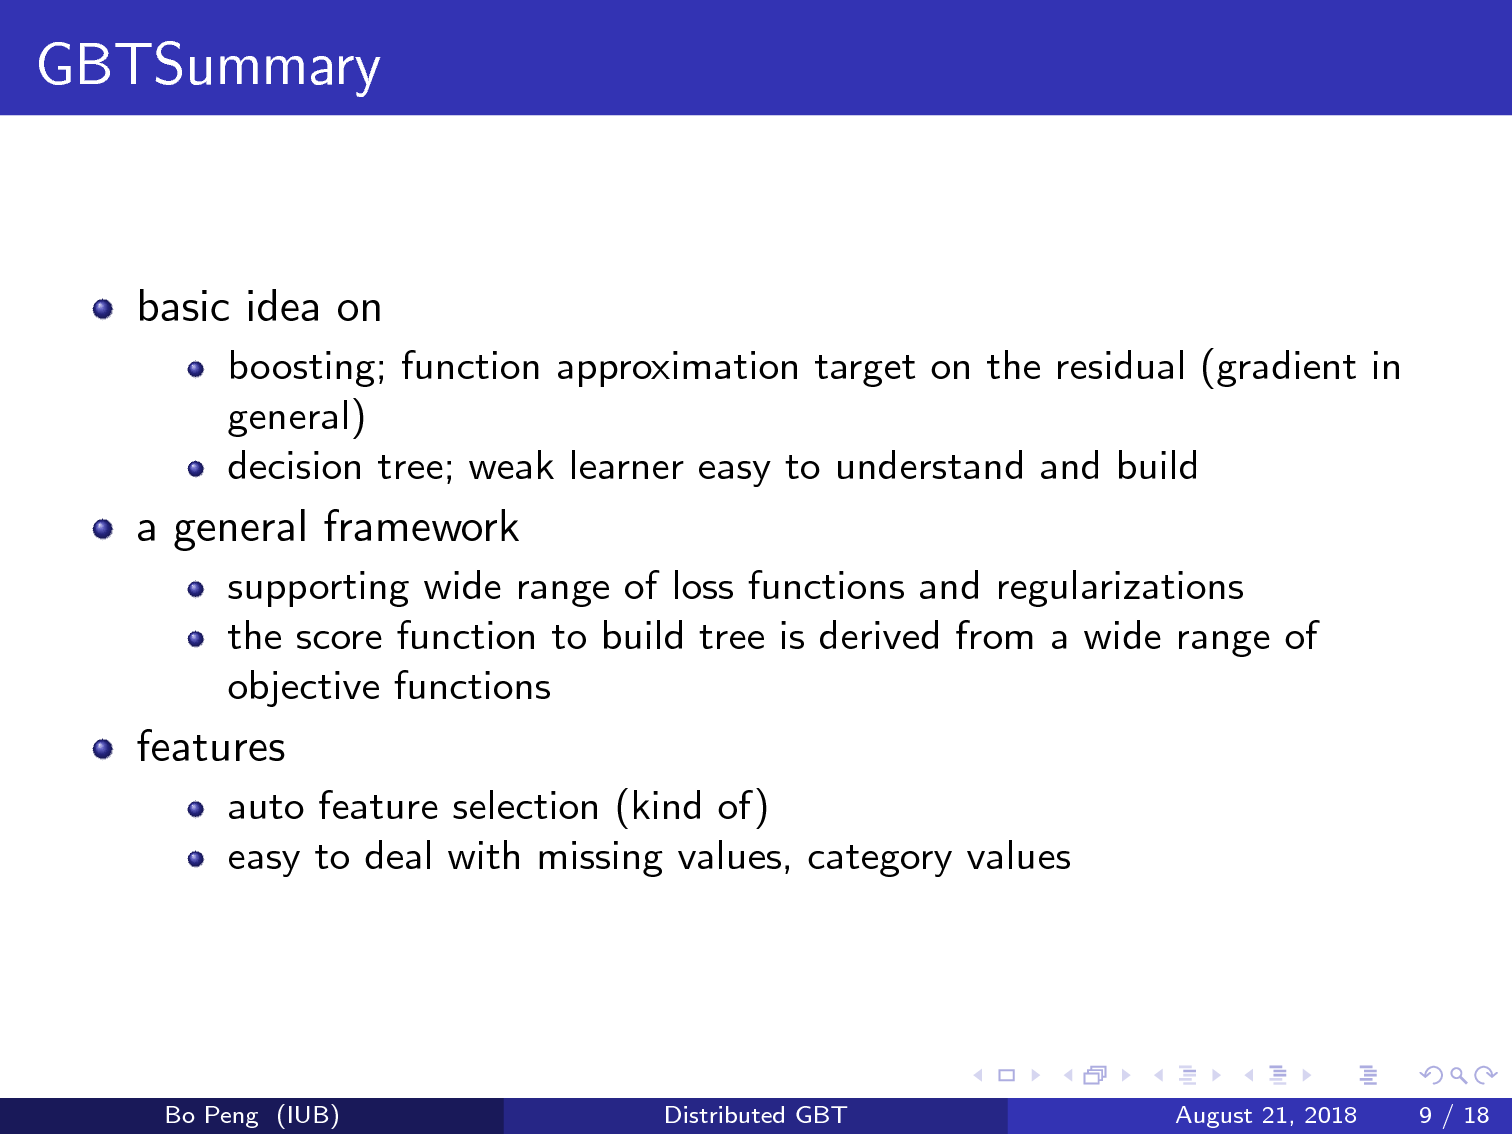 GBTSummary
basic idea on
boosting; function approximation target on the residual (gradient in
general)
decision tree; weak learner easy to understand and build
a general framework
supporting wide range of loss functions and regularizations
the score function to build tree is derived from a wide range of
objective functions
features
auto feature selection (kind of)
easy to deal with missing values, category values
Bo Peng (IUB) Distributed GBT August 21, 2018 9 / 18